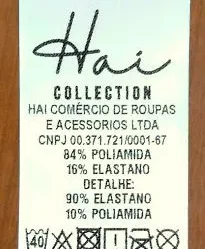 Hai
COLLECTION
HAI COMÉRCIO DE ROUPAS
E ACESSORIOS LTDA
CNPJ 00.371.721/0001-67
84% POLIAMIDA
16% ELASTANO
DETALHE:
90% ELASTANO
10% POLIAMIDA
40